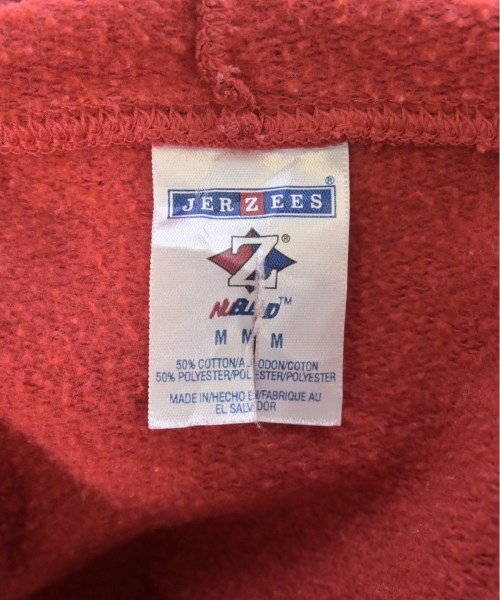 JERZEES®
Z®
NUBLEND™
M M M
50% COTTON/ALGODON/COTON
50% POLYESTER/POLIESTER/POLYESTER
MADE IN/HECHO EN/FABRIQUE AU
EL SALVADOR